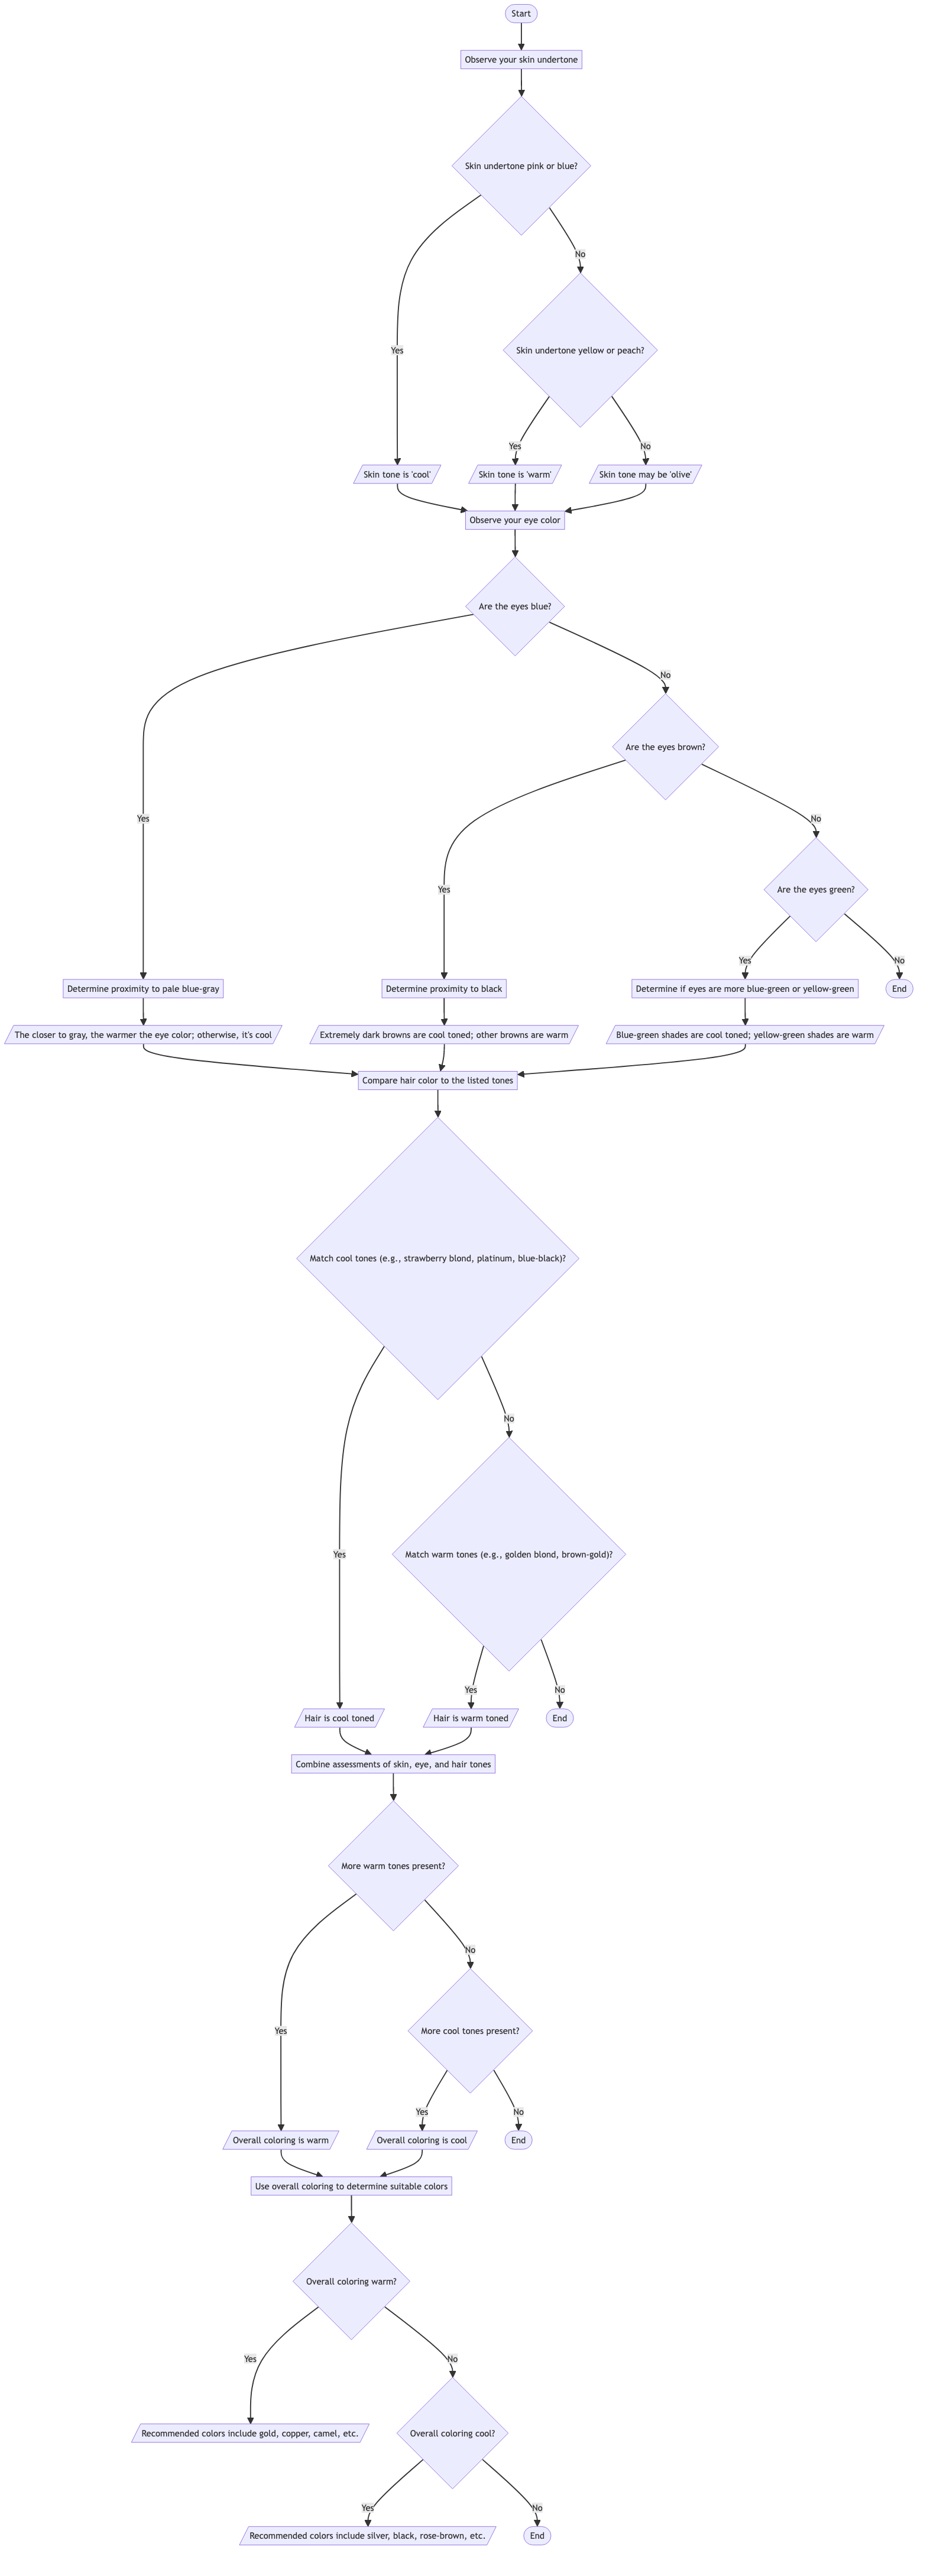 Start
Observe your skin undertone
Skin undertone pink or blue?
No
Yes
Skin undertone yellow or peach?
Yes
No
Skin tone is 'cool'
Skin tone is 'warm'
Skin tone may be 'olive'
Observe your eye color
Are the eyes blue?
No
Are the eyes brown?
Yes
No
Yes
Are the eyes green?
Yes
No
Determine proximity to pale blue-gray
Determine proximity to black
Determine if eyes are more blue-green or yellow-green
End
The closer to gray, the warmer the eye color; otherwise, it's cool
Extremely dark browns are cool toned; other browns are warm
Blue-green shades are cool toned; yellow-green shades are warm
Compare hair color to the listed tones
Match cool tones (e.g., strawberry blond, platinum, blue-black)?
No
Yes
Match warm tones (e.g., golden blond, brown-gold)?
Yes
No
Hair is cool toned
Hair is warm toned
End
Combine assessments of skin, eye, and hair tones
More warm tones present?
No
Yes
More cool tones present?
Yes
No
Overall coloring is warm
Overall coloring is cool
End
Use overall coloring to determine suitable colors
Overall coloring warm?
Yes
No
Recommended colors include gold, copper, camel, etc.
Overall coloring cool?
Yes
No
Recommended colors include silver, black, rose-brown, etc.
End